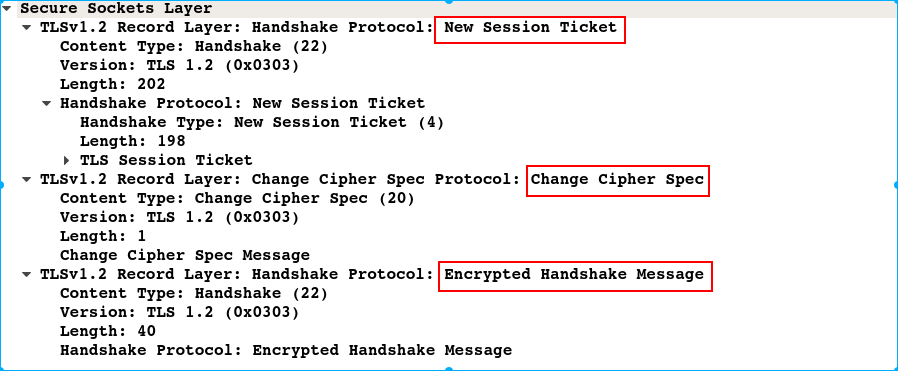 Secure Sockets Layer
TLSv1.2 Record Layer: Handshake Protocol: New Session Ticket
Content Type: Handshake (22)
Version: TLS 1.2 (0x0303)
Length: 202
Handshake Protocol: New Session Ticket
Handshake Type: New Session Ticket (4)
Length: 198
TLS Session Ticket
TLSv1.2 Record Layer: Change Cipher Spec Protocol: Change Cipher Spec
Content Type: Change Cipher Spec (20)
Version: TLS 1.2 (0x0303)
Length: 1
Change Cipher Spec Message
TLSv1.2 Record Layer: Handshake Protocol: Encrypted Handshake Message
Content Type: Handshake (22)
Version: TLS 1.2 (0x0303)
Length: 40
Handshake Protocol: Encrypted Handshake Message